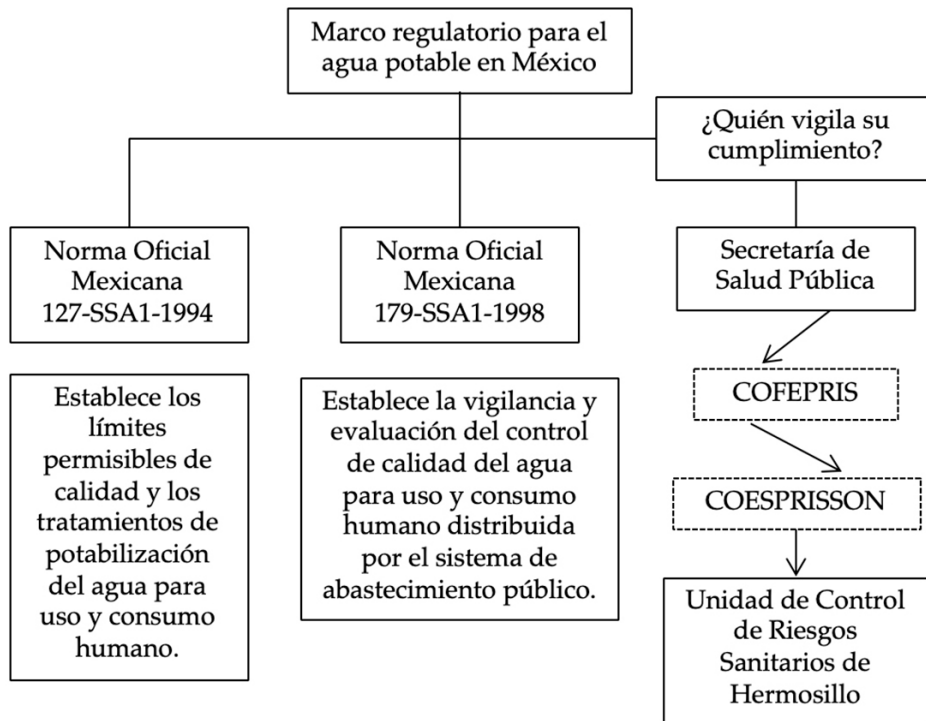 Marco regulatorio para el
agua potable en México
¿Quién vigila su
cumplimiento?
Norma Oficial
Mexicana
127-SSA1-1994
Norma Oficial
Mexicana
179-SSA1-1998
Secretaría de
Salud Pública
Establece los
límites
permisibles de
calidad y los
tratamientos de
potabilización
del agua para
uso y consumo
humano.
Establece la vigilancia y
evaluación del control
de calidad del agua
para uso y consumo
humano distribuida
por el sistema de
abastecimiento público.
COFEPRIS
COESPRISSON
Unidad de Control
de Riesgos
Sanitarios de
Hermosillo